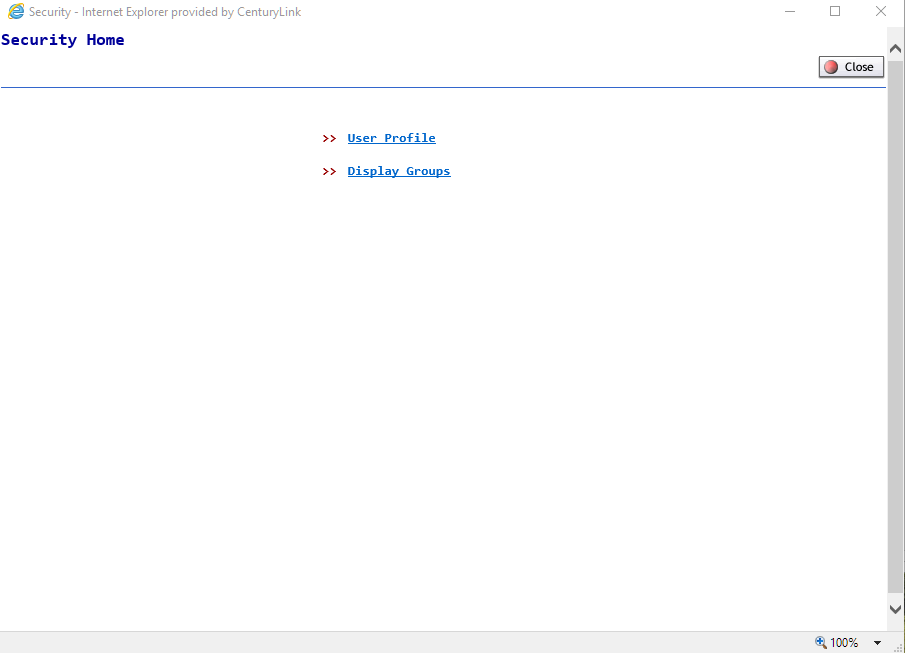 Security - Internet Explorer provided by CenturyLink
Security Home
Close
>> User Profile
>> Display Groups
100%